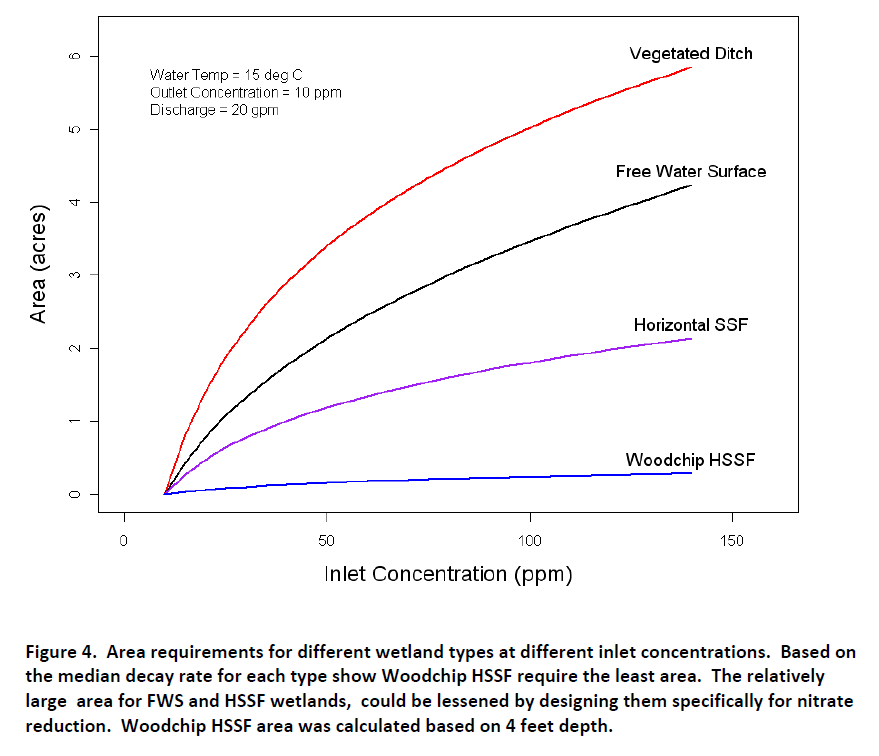 Vegetated Ditch
Water Temp = 15 deg C
Outlet Concentration = 10 ppm
Discharge = 20 gpm
Free Water Surface
Horizontal SSF
Woodchip HSSF
Area (acres)
6
5
4
3
2
1
0
0 50 100 150
Inlet Concentration (ppm)
Figure 4. Area requirements for different wetland types at different inlet concentrations. Based on
the median decay rate for each type show Woodchip HSSF require the least area. The relatively
large area for FWS and HSSF wetlands, could be lessened by designing them specifically for nitrate
reduction. Woodchip HSSF area was calculated based on 4 feet depth.